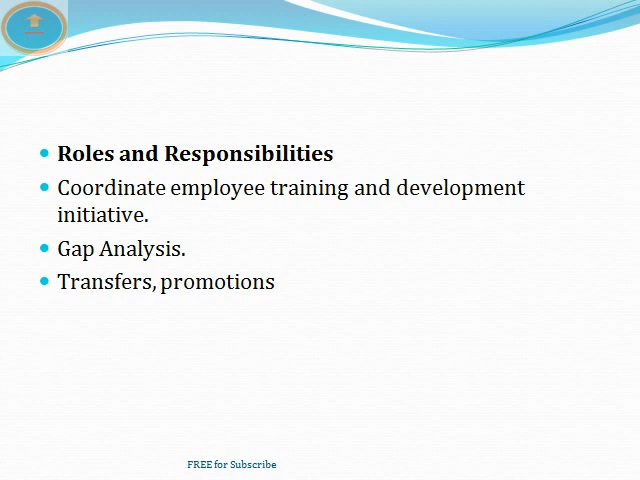 Roles and Responsibilities
Coordinate employee training and development
initiative.
Gap Analysis.
Transfers, promotions
FREE for Subscribe